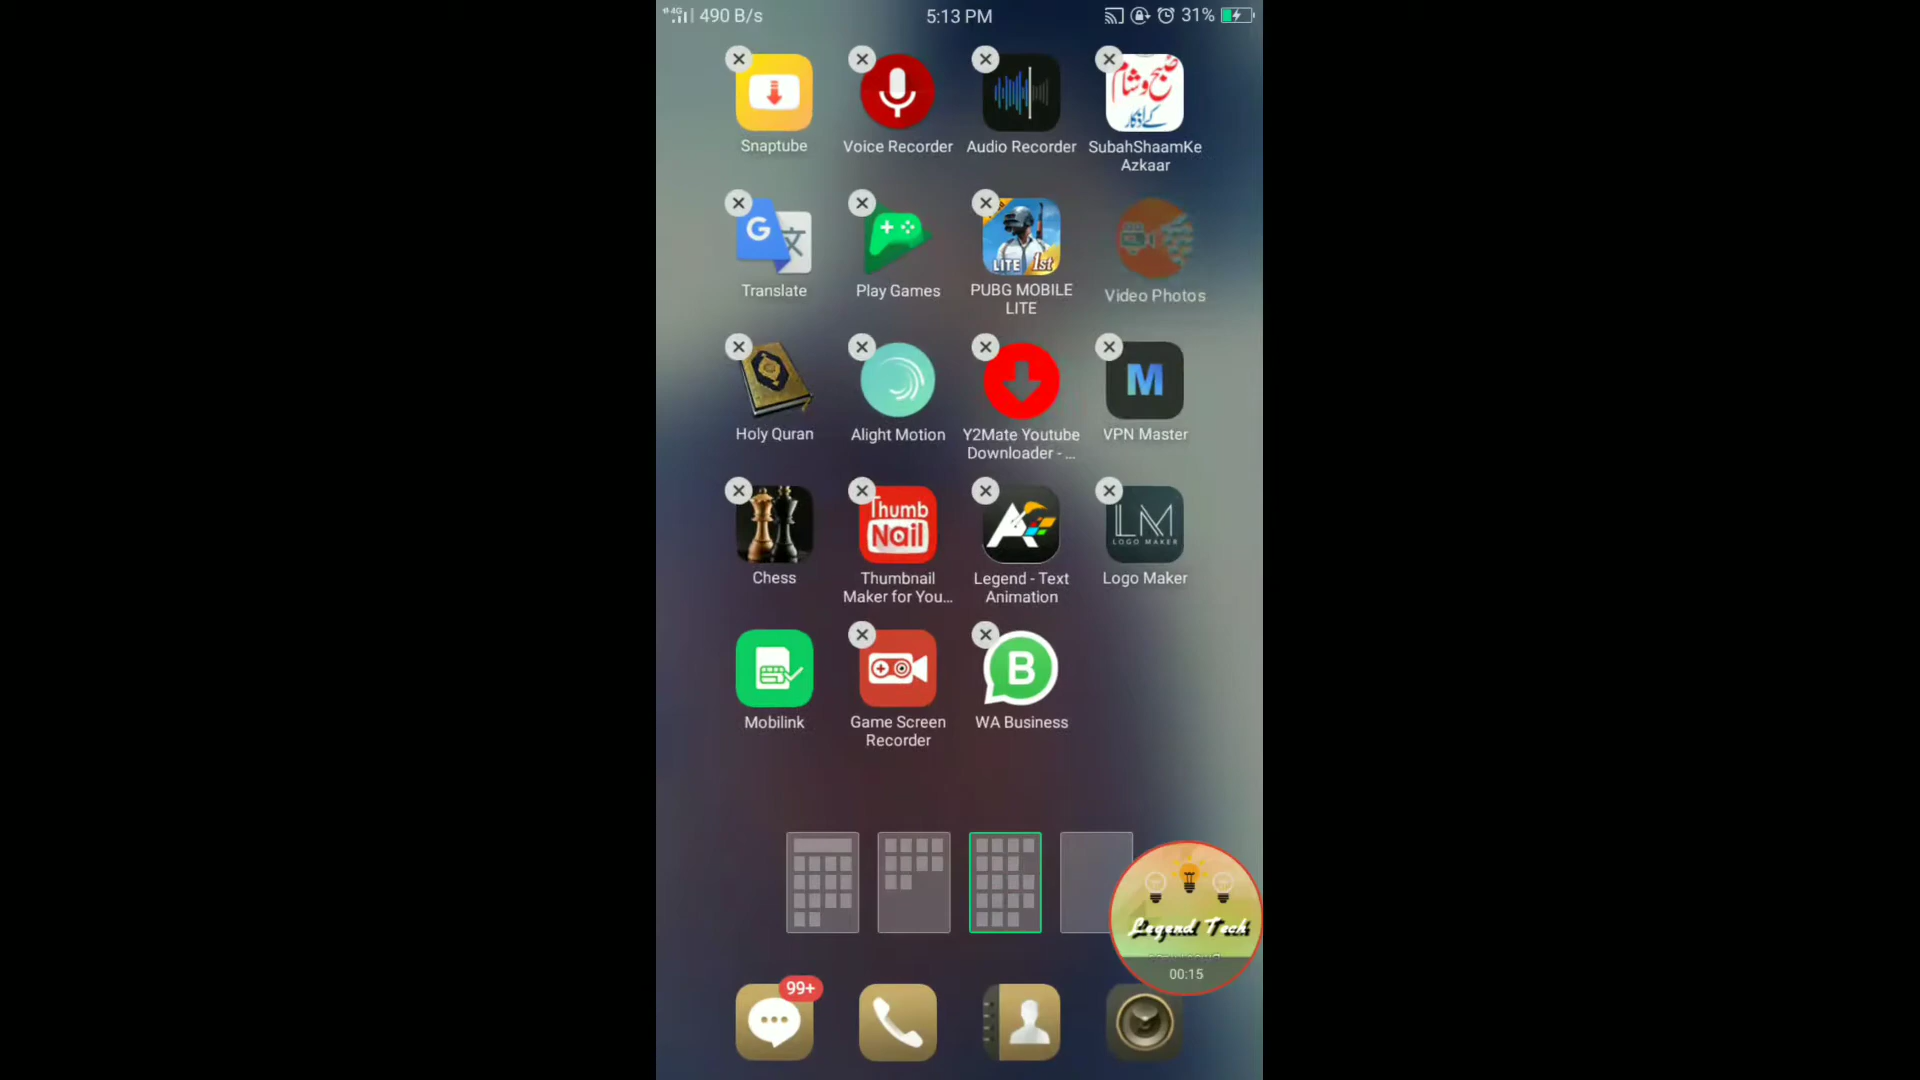 490 B/s
5:13 PM
31%
صبح و شام
کے اذکار
Snaptube
Voice Recorder
Audio Recorder
SubahShaamKe
Azkaar
G
文
LITE 1st
Translate
Play Games
PUBG MOBILE
LITE
Video Photos
M
Holy Quran
Alight Motion
Y2Mate Youtube
Downloader - ...
VPN Master
Thumb
Nail
LM
LOGO MAKER
Chess
Thumbnail
Maker for You...
Legend - Text
Animation
Logo Maker
B
Mobilink
Game Screen
Recorder
WA Business
Legend Tech
00:15
99+